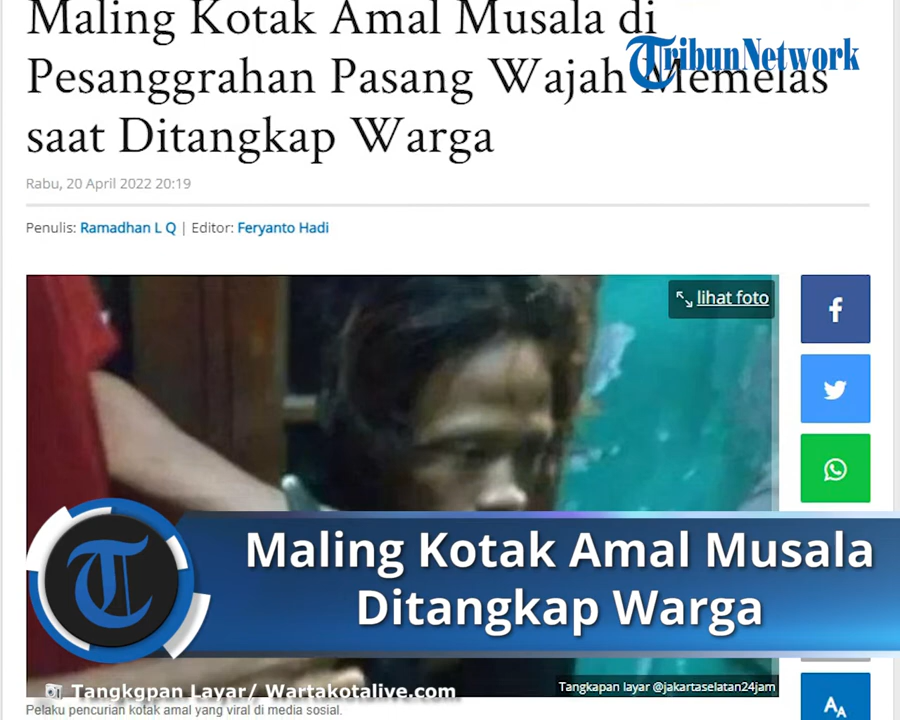 Maling Kotak Amal Musala di
TribunNetwork
Pesanggrahan Pasang Wajah Memelas
saat Ditangkap Warga
Rabu, 20 April 2022 20:19
Penulis: Ramadhan L Q | Editor: Feryanto Hadi
lihat foto
f
Maling Kotak Amal Musala
Ditangkap Warga
T
Tangkgpan Layar/ Wartakotalive.com
Tangkapan layar @jakartaselatan24jam
Pelaku pencurian kotak amal yang viral di media sosial.
AA